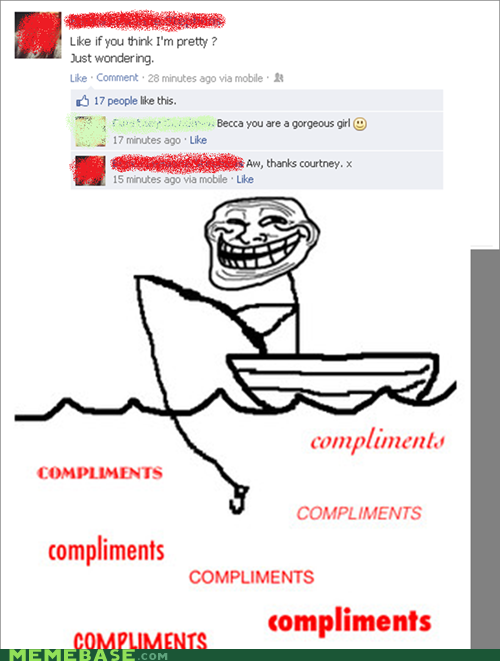 Like if you think I'm pretty ?
Just wondering.
Like · Comment · 28 minutes ago via mobile ·
17 people like this.
Becca you are a gorgeous girl
17 minutes ago · Like
Aw, thanks courtney. x
15 minutes ago via mobile · Like
compliments
COMPLIMENTS
COMPLIMENTS
compliments
COMPLIMENTS
compliments
COMPLIMENTS
MEMEBASE.COM